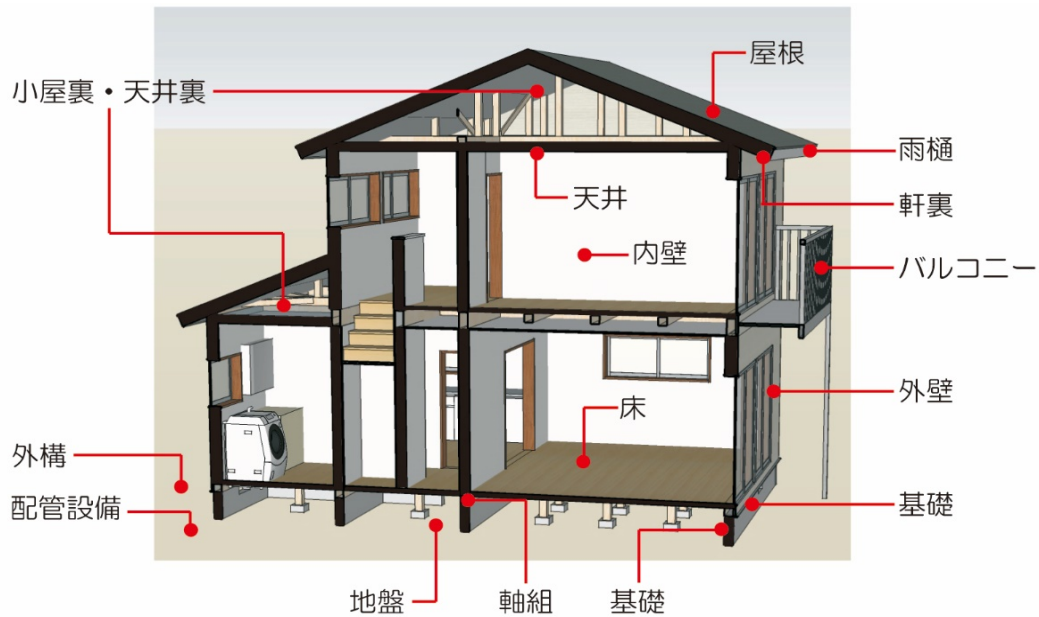 屋根
小屋裏・天井裏
雨樋
天井
軒裏
内壁
バルコニー
外壁
床
外構
配管設備
基礎
地盤
軸組
基礎